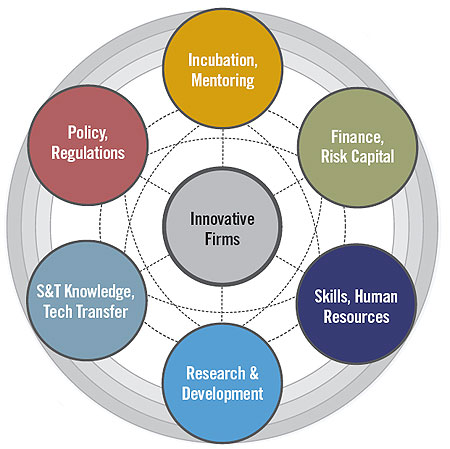 Incubation,
Mentoring
Policy,
Regulations
Finance,
Risk Capital
Innovative
Firms
S&T Knowledge,
Tech Transfer
Skills, Human
Resources
Research &
Development